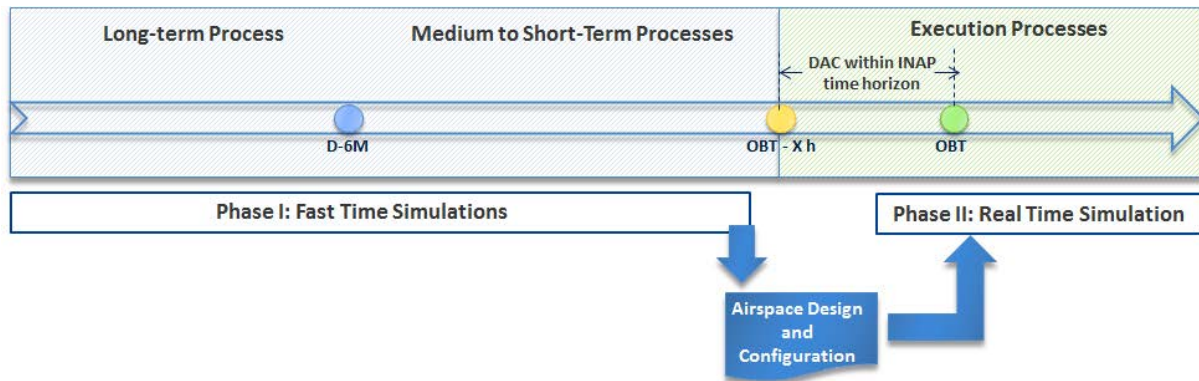 Long-term Process
Medium to Short-Term Processes
Execution Processes
DAC within INAP
time horizon
D-6M
OBT - X h
OBT
Phase I: Fast Time Simulations
Phase II: Real Time Simulation
Airspace Design
and
Configuration